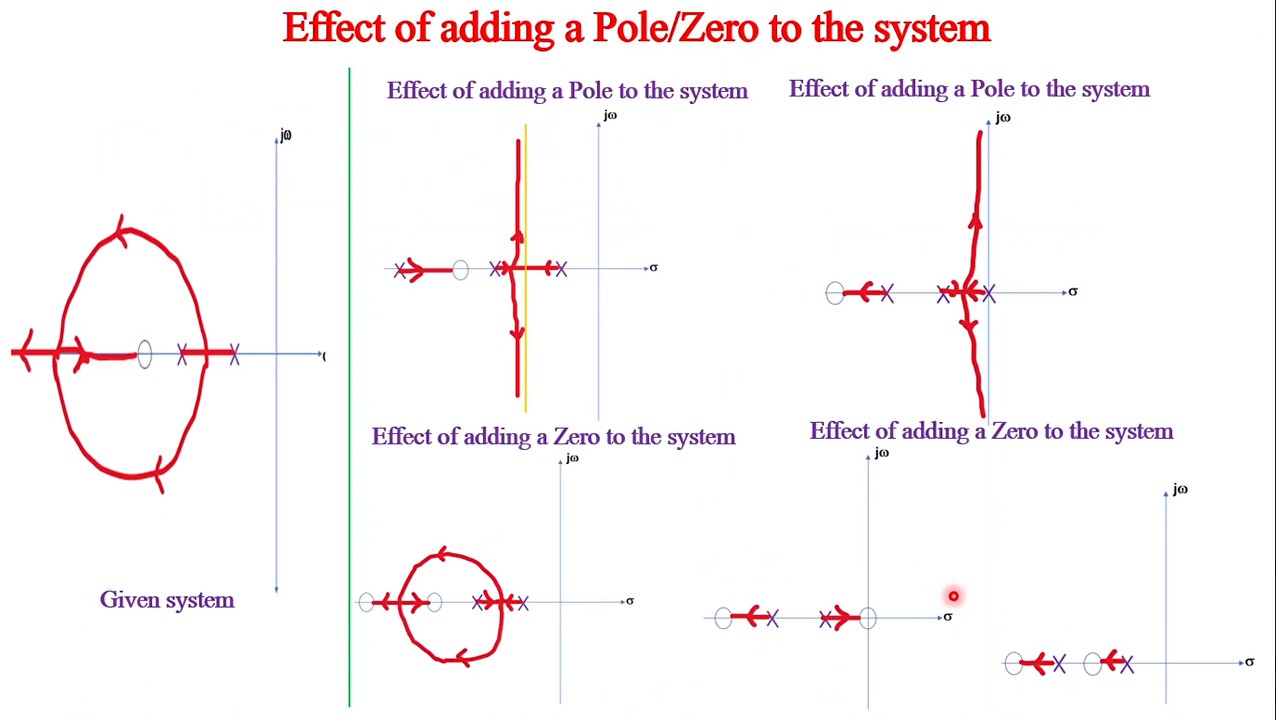 Effect of adding a Pole/Zero to the system
jω
Given system
Effect of adding a Pole to the system
jω
σ
Effect of adding a Pole to the system
jω
σ
Effect of adding a Zero to the system
jω
σ
Effect of adding a Zero to the system
jω
σ
jω
σ